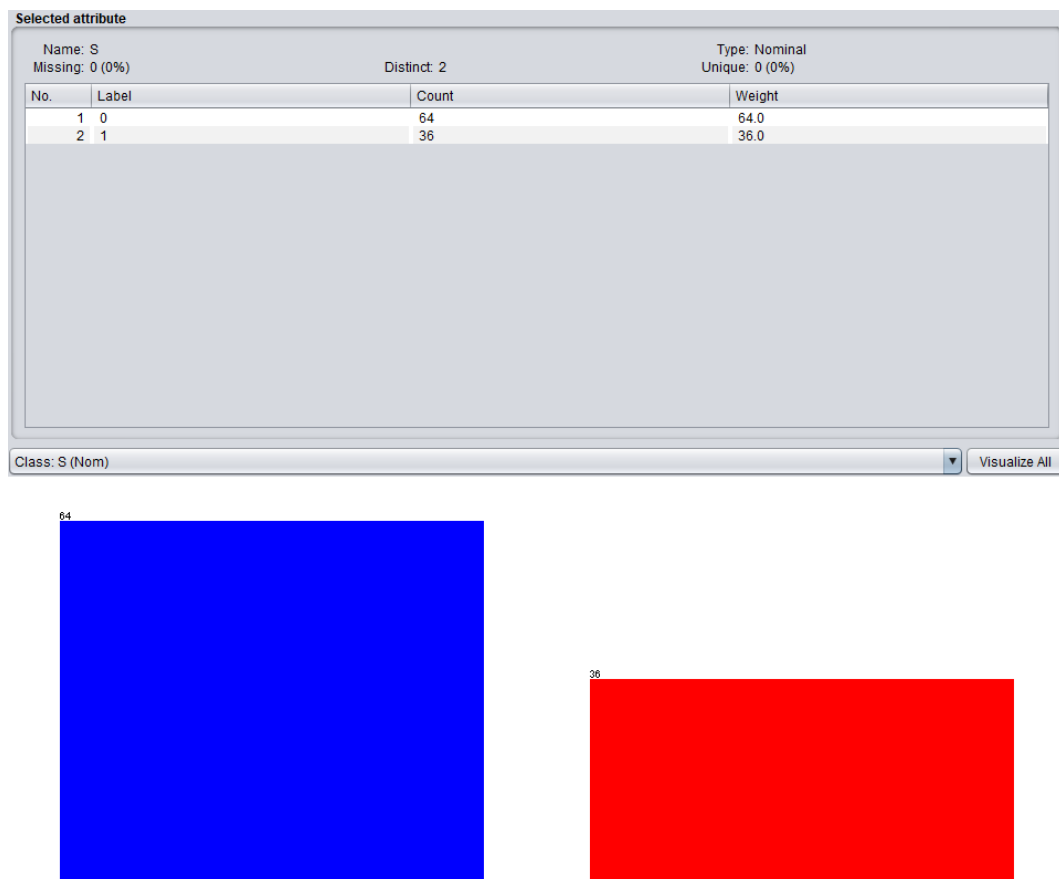 Selected attribute
Name: S Type: Nominal
Missing: 0 (0%) Distinct: 2 Unique: 0 (0%)
No. Label Count Weight
1 0 64 64.0
2 1 36 36.0
Class: S (Nom) Visualize All
64
36